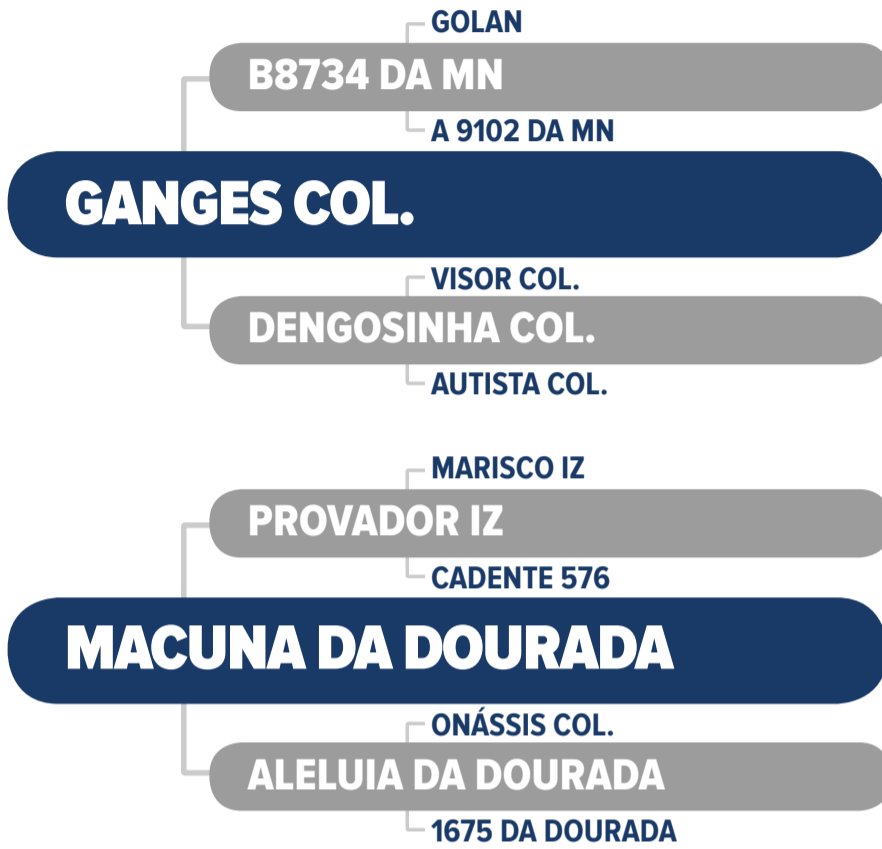 GOLAN
B8734 DA MN
A 9102 DA MN
GANGES COL.
VISOR COL.
DENGOSINHA COL.
AUTISTA COL.
MARISCO IZ
PROVADOR IZ
CADENTE 576
MACUNA DA DOURADA
ONÁSSIS COL.
ALELUIA DA DOURADA
1675 DA DOURADA